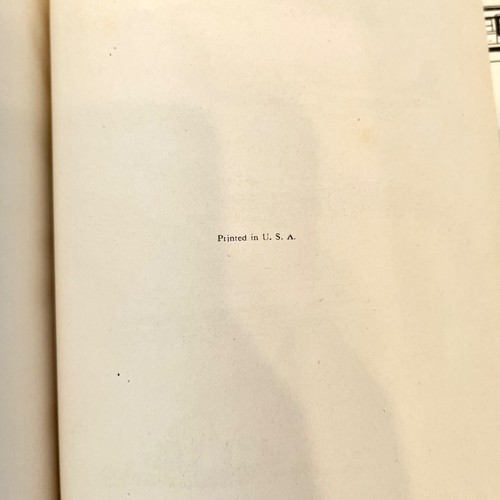 Printed in U. S. A.